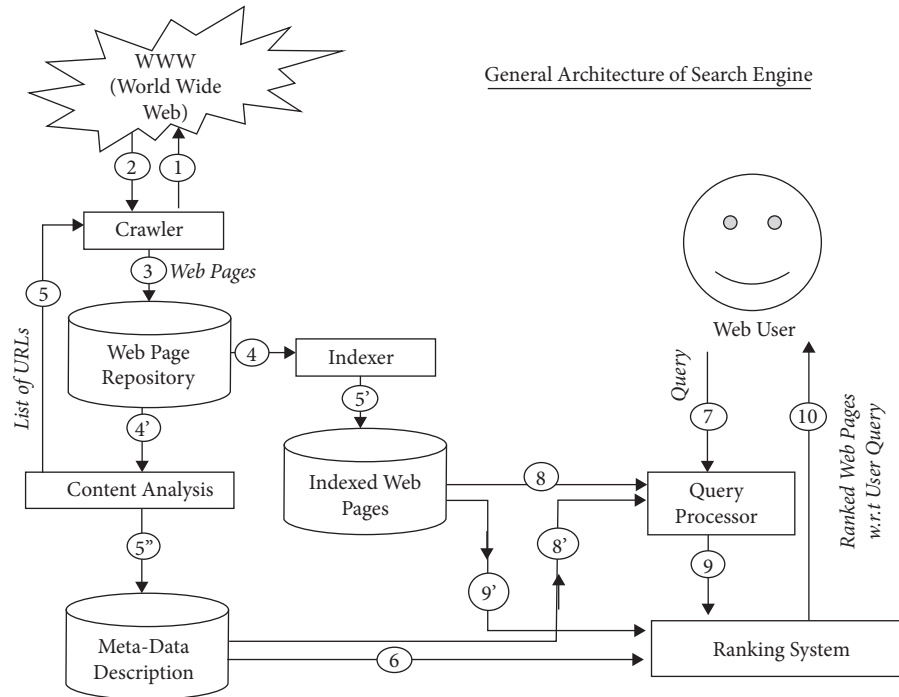 WWW
(World Wide
Web)
General Architecture of Search Engine
2
1
Crawler
3
Web Pages
5
List of URLs
Web Page
Repository
4
Indexer
Web User
4'
5'
Query
7
10
Ranked Web Pages
w.r.t User Query
Content Analysis
Indexed Web
Pages
8
Query
Processor
5"
8'
9
9'
Meta-Data
Description
6
Ranking System